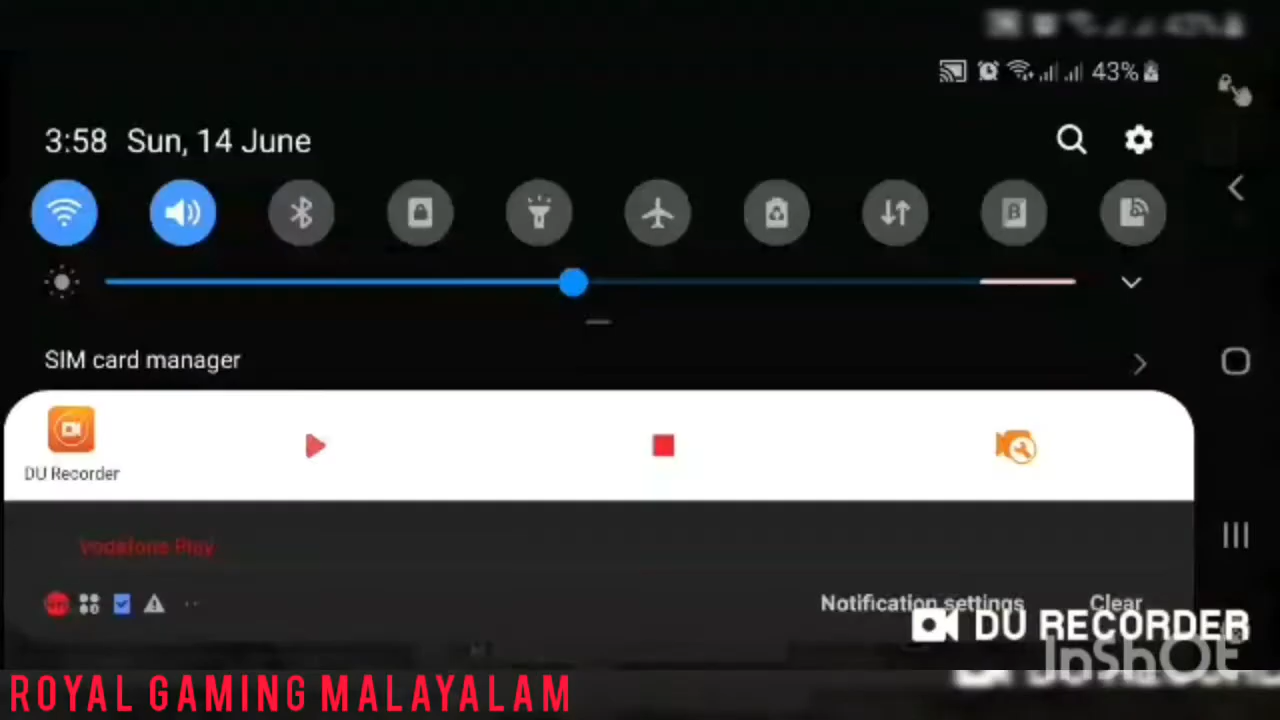 43%
3:58 Sun, 14 June
SIM card manager
DU Recorder
Vodafone Play
Notification settings Clear
DU RECORDER
InShOt
ROYAL GAMING MALAYALAM